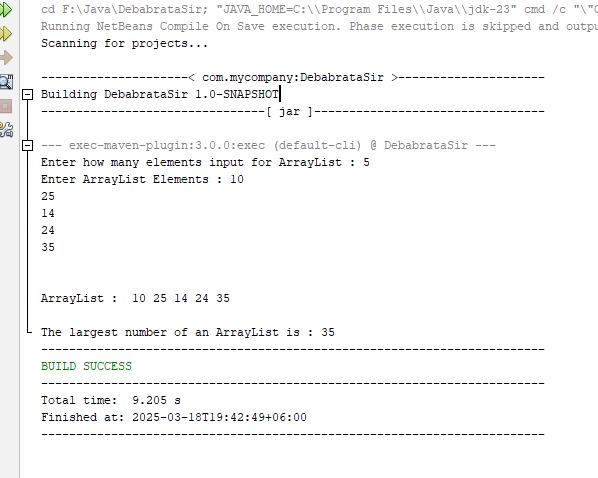 cd F:\Java\DebabrataSir; "JAVA_HOME=C:\\Program Files\\Java\\jdk-23" cmd /c "\"C
Running NetBeans Compile On Save execution. Phase execution is skipped and outpu
Scanning for projects...
---------------------< com.mycompany:DebabrataSir >---------------------
Building DebabrataSir 1.0-SNAPSHOT
--------------------------------[ jar ]---------------------------------
--- exec-maven-plugin:3.0.0:exec (default-cli) @ DebabrataSir ---
Enter how many elements input for ArrayList : 5
Enter ArrayList Elements : 10
25
14
24
35
ArrayList :  10 25 14 24 35
The largest number of an ArrayList is : 35
------------------------------------------------------------------------
BUILD SUCCESS
------------------------------------------------------------------------
Total time:  9.205 s
Finished at: 2025-03-18T19:42:49+06:00
------------------------------------------------------------------------